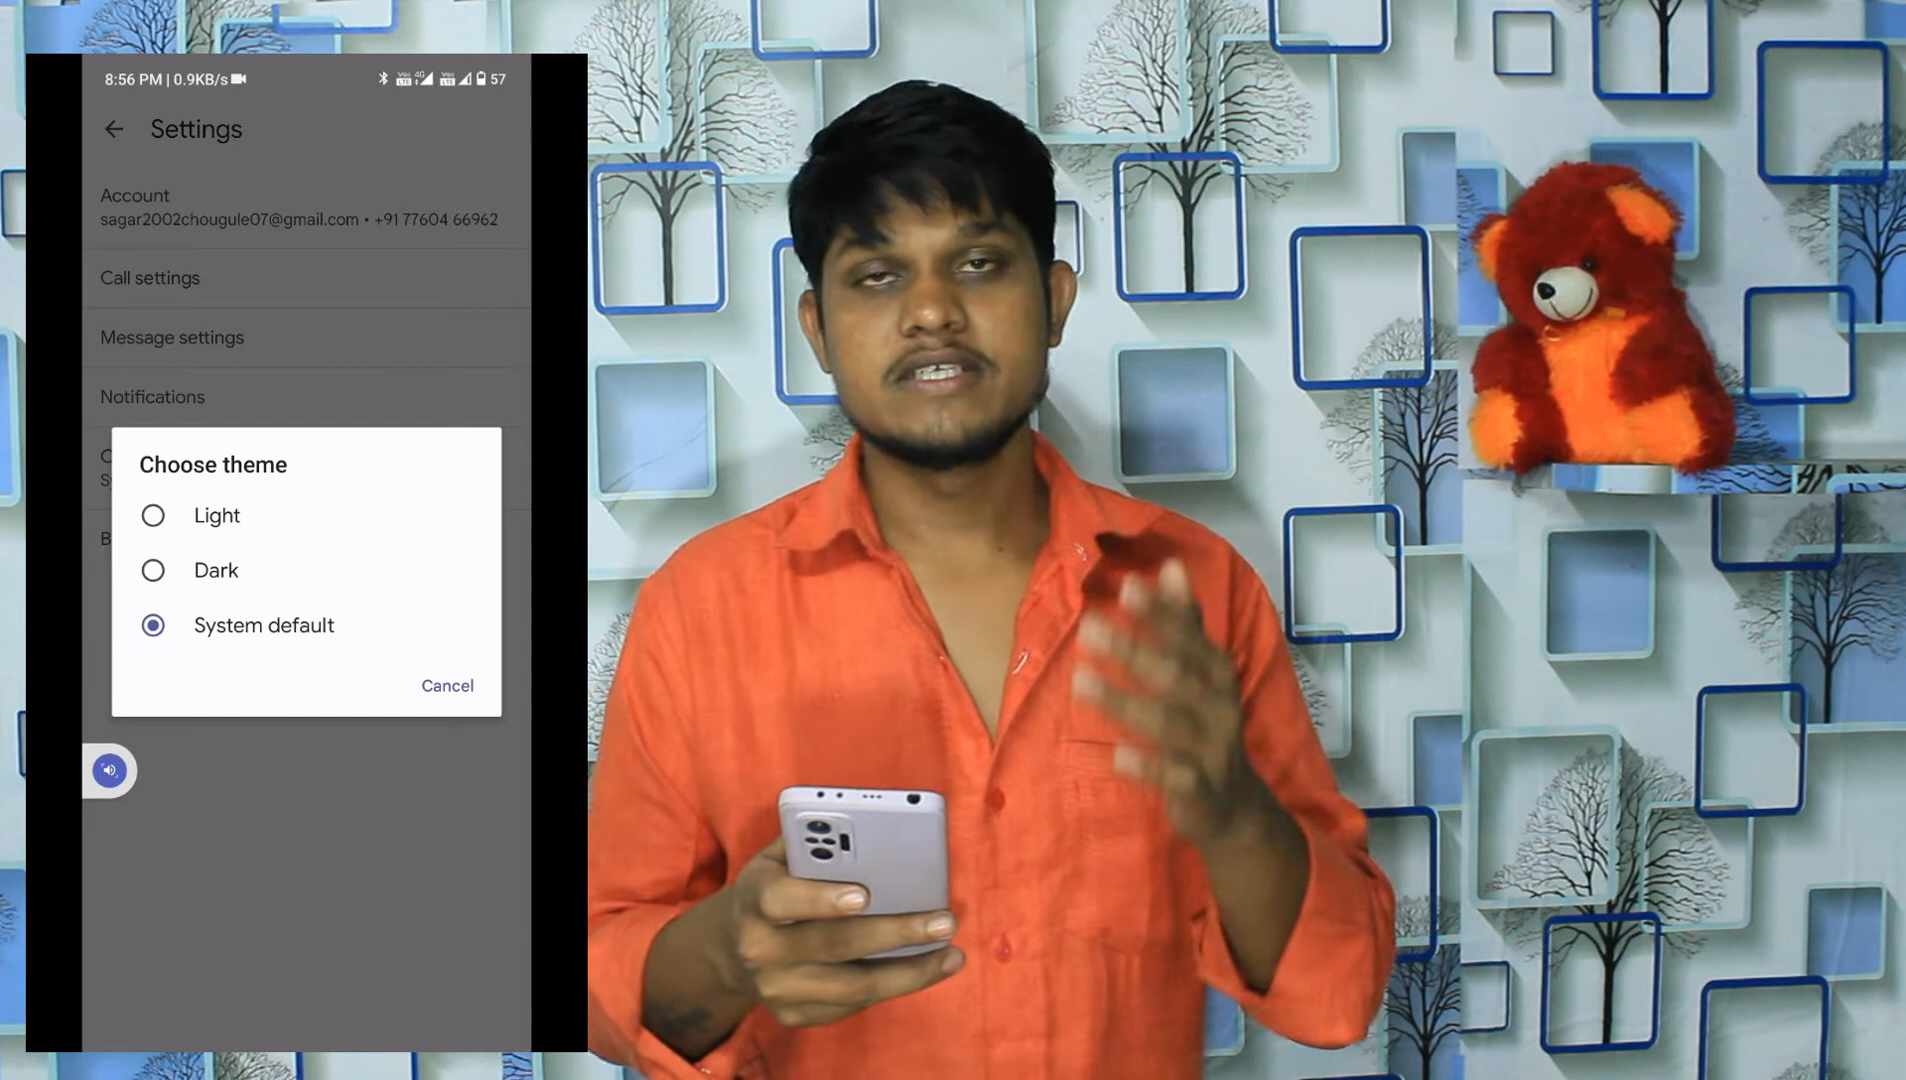 8:56 PM | 0.9KB/s 4G 57
Settings
Account
sagar2002chougule07@gmail.com • +91 77604 66962
Call settings
Message settings
Notifications
Choose theme
Light
Dark
System default
Cancel